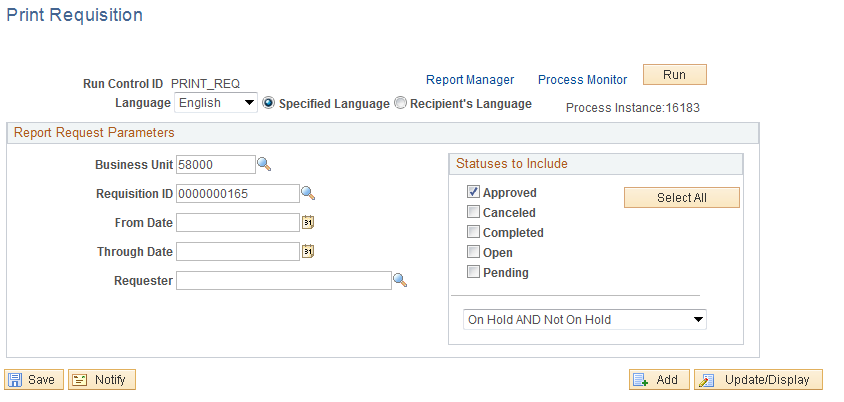 Print Requisition
Run Control ID PRINT_REQ Report Manager Process Monitor Run
Language English Specified Language Recipient's Language Process Instance:16183
Report Request Parameters
Business Unit 58000
Requisition ID 0000000165
From Date 31
Through Date 31
Requester
Statuses to Include
Approved Select All
Canceled
Completed
Open
Pending
On Hold AND Not On Hold
Save Notify Add Update/Display